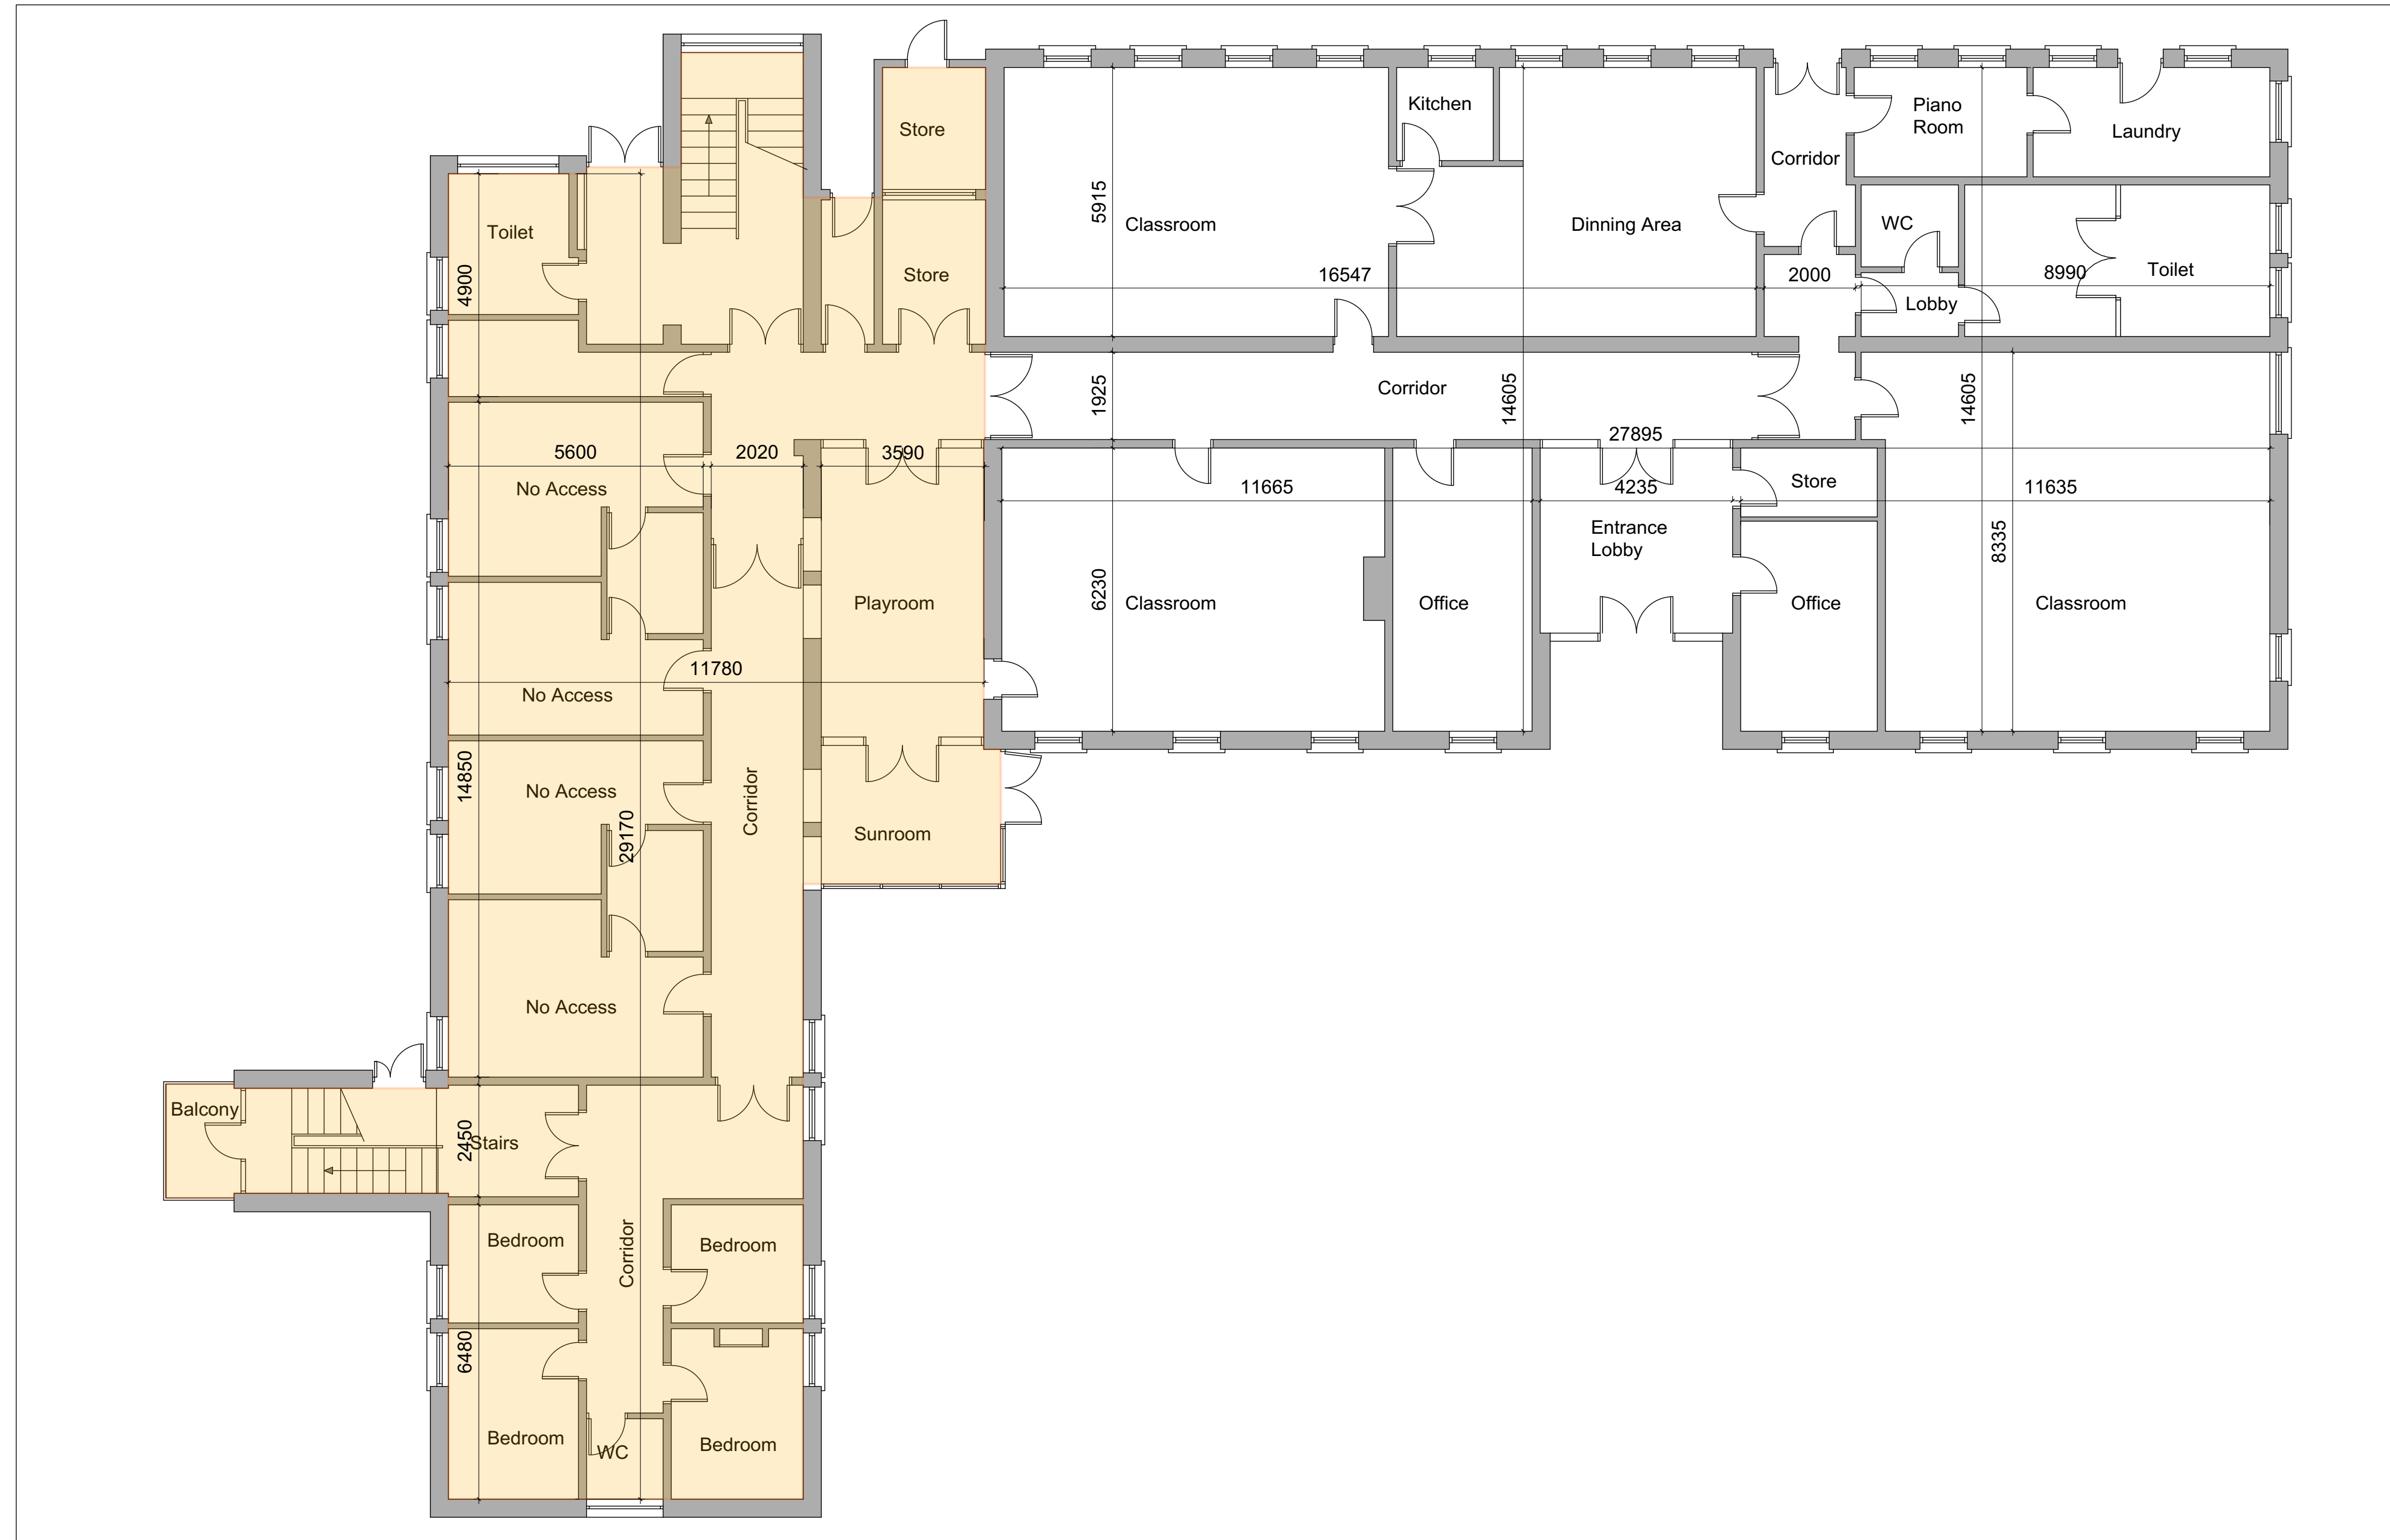 Store
Kitchen
Piano
Room
Laundry
Corridor
Toilet
5915
Classroom
Dinning Area
WC
4900
Store
16547
2000
8990
Toilet
Lobby
1925
Corridor
14605
14605
27895
5600
2020
3590
No Access
11665
4235
Store
11635
Entrance
Lobby
8335
6230
Playroom
Classroom
Office
Office
Classroom
11780
No Access
14850
No Access
Corridor
29170
Sunroom
No Access
Balcony
2450
Stairs
Bedroom
Corridor
Bedroom
6480
Bedroom
WC
Bedroom